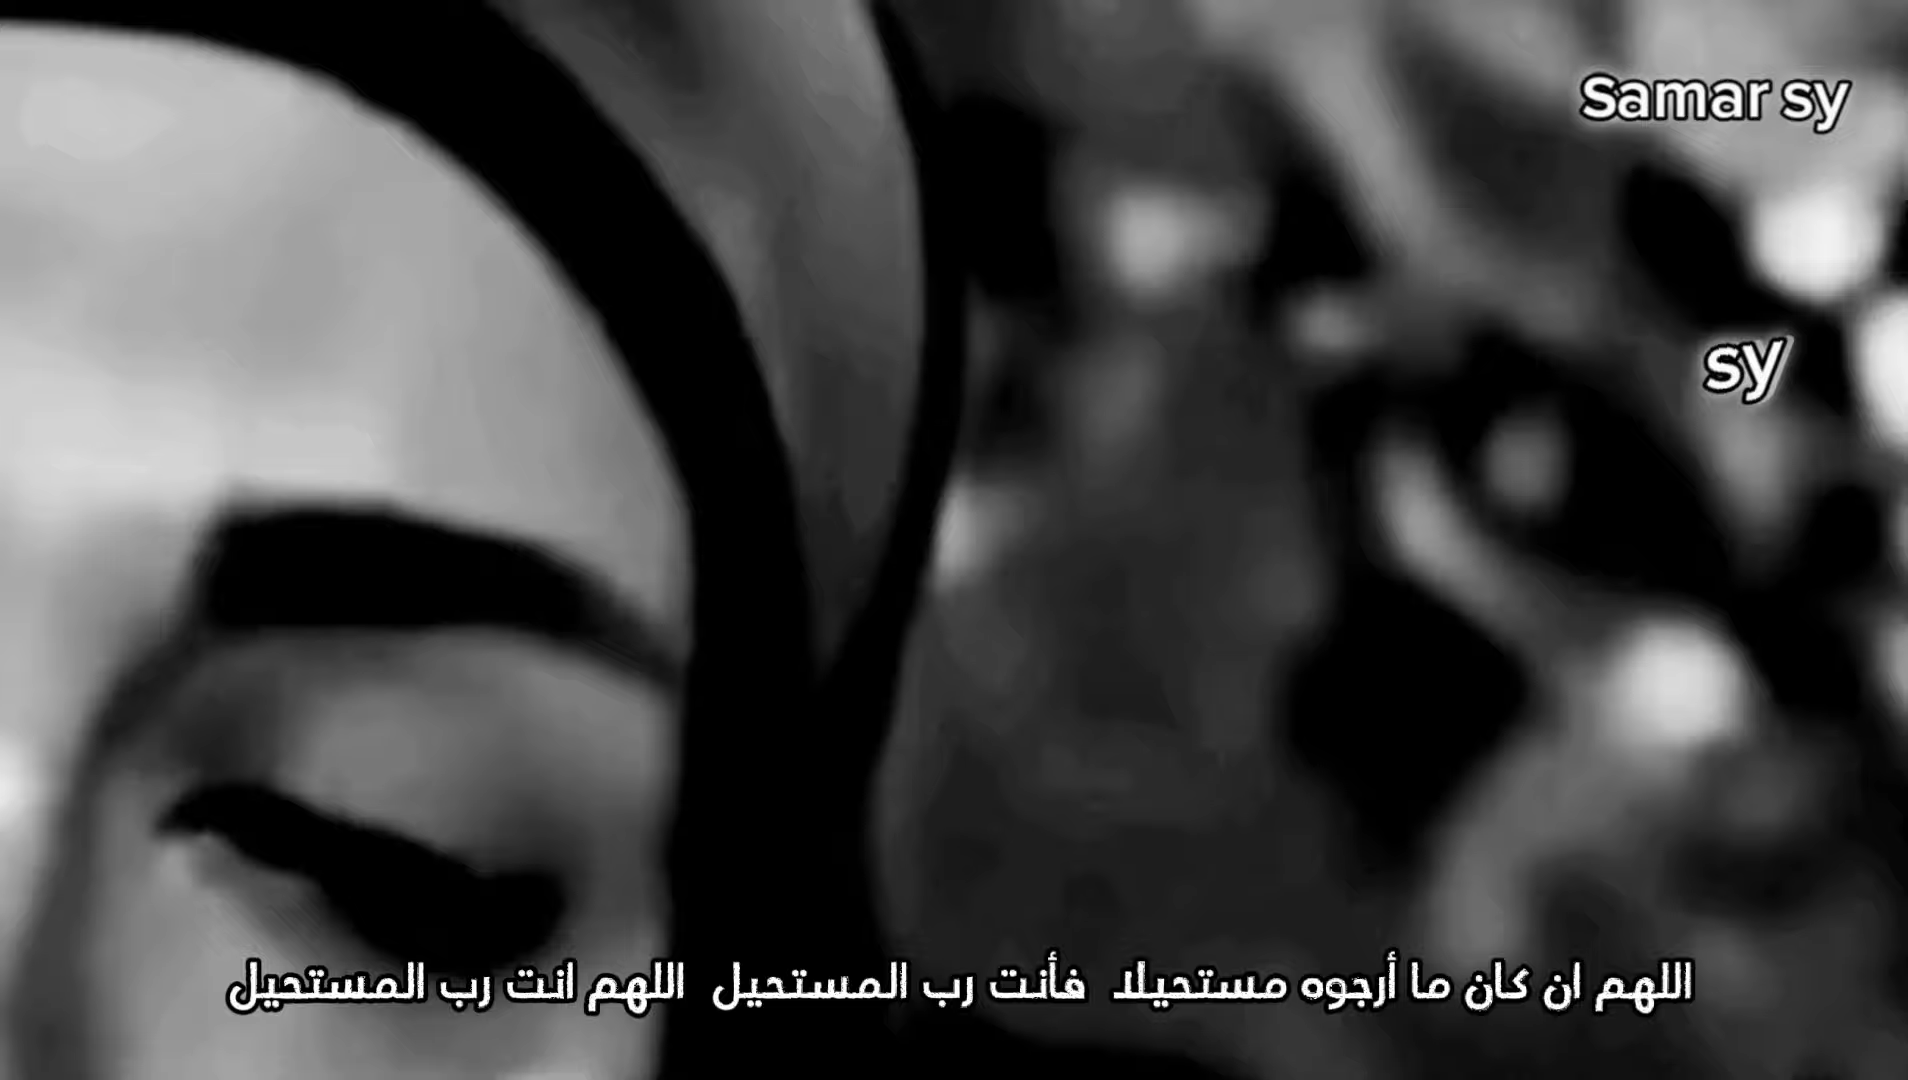 Samar sy
sy
اللهم ان كان ما أرجوه مستحيلا فأنت رب المستحيل اللهم انت رب المستحيل